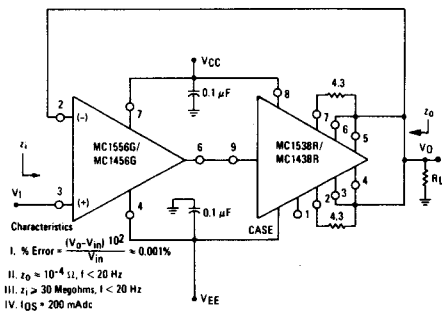 VCC
0.1 μF
4.3
8
7
6
5
zo
2
(−)
7
MC1556G/
MC1456G
6
9
MC1538R/
MC1438R
VO
RL
zi
VI
3
(+)
4
0.1 μF
CASE
1
2
3
4
4.3
Characteristics
I. % Error = (Vo-Vin) 10² / Vin ≈ 0.001%
II. zo ≈ 10⁻⁴ Ω, f < 20 Hz
III. zi ≥ 30 Megohms, f < 20 Hz
IV. IOS = 200 mAdc
VEE